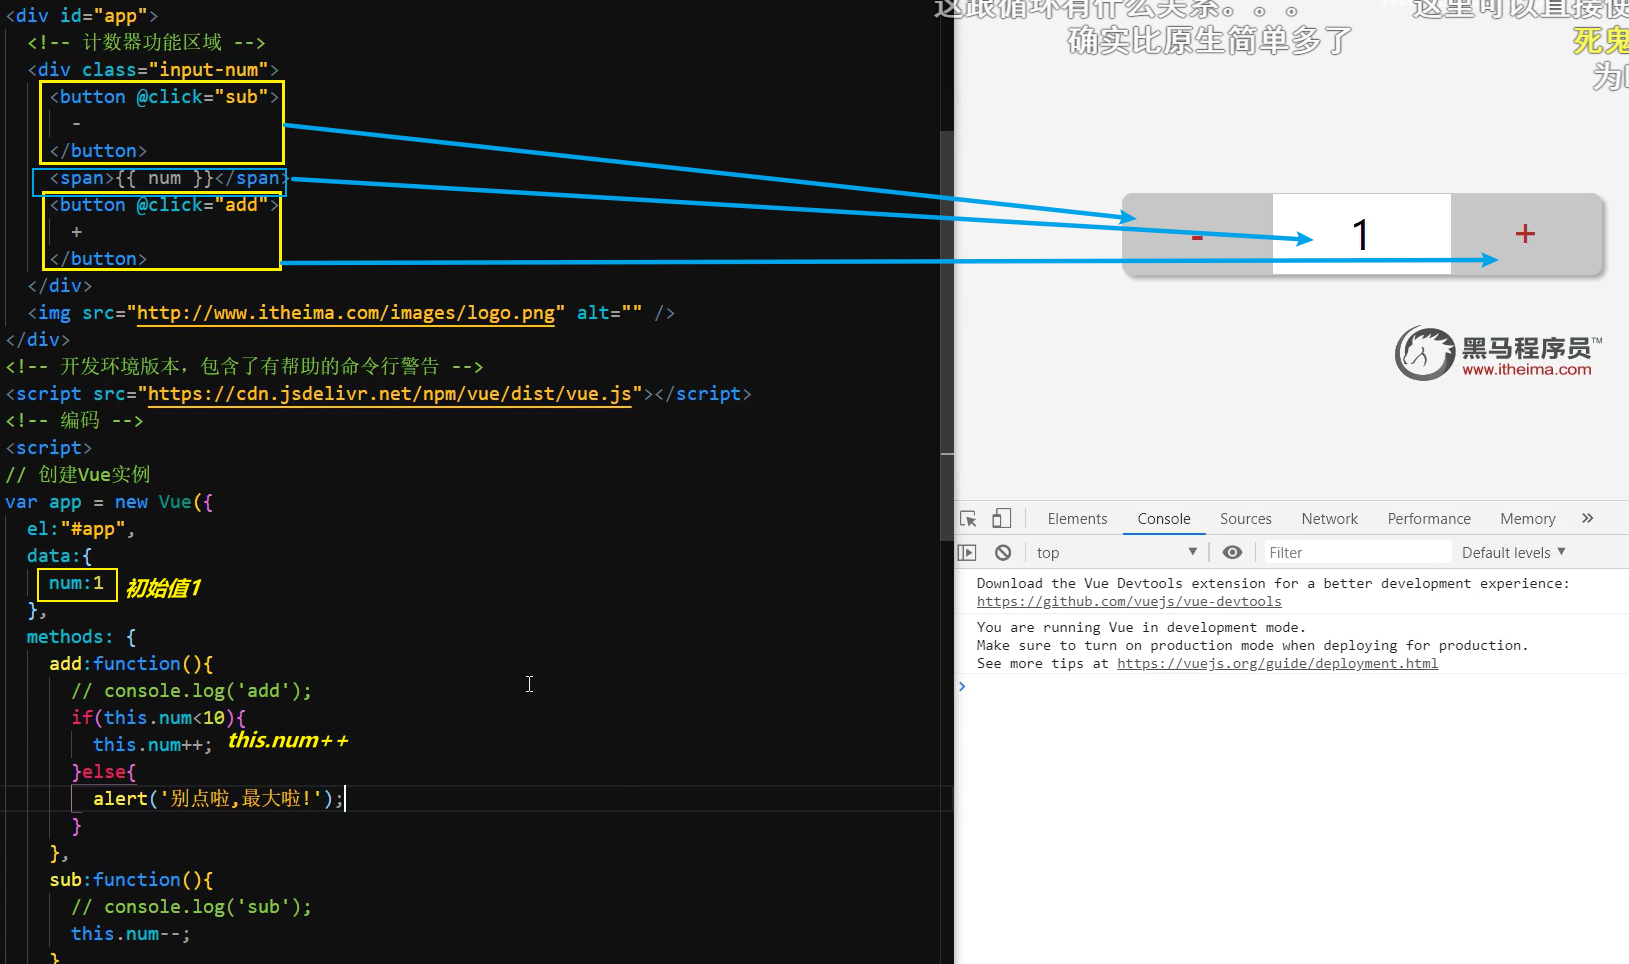 <div id="app">
<!-- 计数器功能区域 -->
<div class="input-num">
<button @click="sub">
-
</button>
<span>{{ num }}</span>
<button @click="add">
+
</button>
</div>
<img src="http://www.itheima.com/images/logo.png" alt="" />
</div>
<!-- 开发环境版本，包含了有帮助的命令行警告 -->
<script src="https://cdn.jsdelivr.net/npm/vue/dist/vue.js"></script>
<!-- 编码 -->
<script>
// 创建Vue实例
var app = new Vue({
el:"#app",
data:{
num:1 初始值1
},
methods: {
add:function(){
// console.log('add');
if(this.num<10){
this.num++; this.num++
}else{
alert('别点啦,最大啦!');
}
},
sub:function(){
// console.log('sub');
this.num--;
}
这跟循环有什么关系。。。 这里可以直接
确实比原生简单多了 死鬼
为
- 1 +
黑马程序员™
www.itheima.com
Elements Console Sources Network Performance Memory »
top ▼ Filter Default levels ▼
Download the Vue Devtools extension for a better development experience:
https://github.com/vuejs/vue-devtools
You are running Vue in development mode.
Make sure to turn on production mode when deploying for production.
See more tips at https://vuejs.org/guide/deployment.html
>